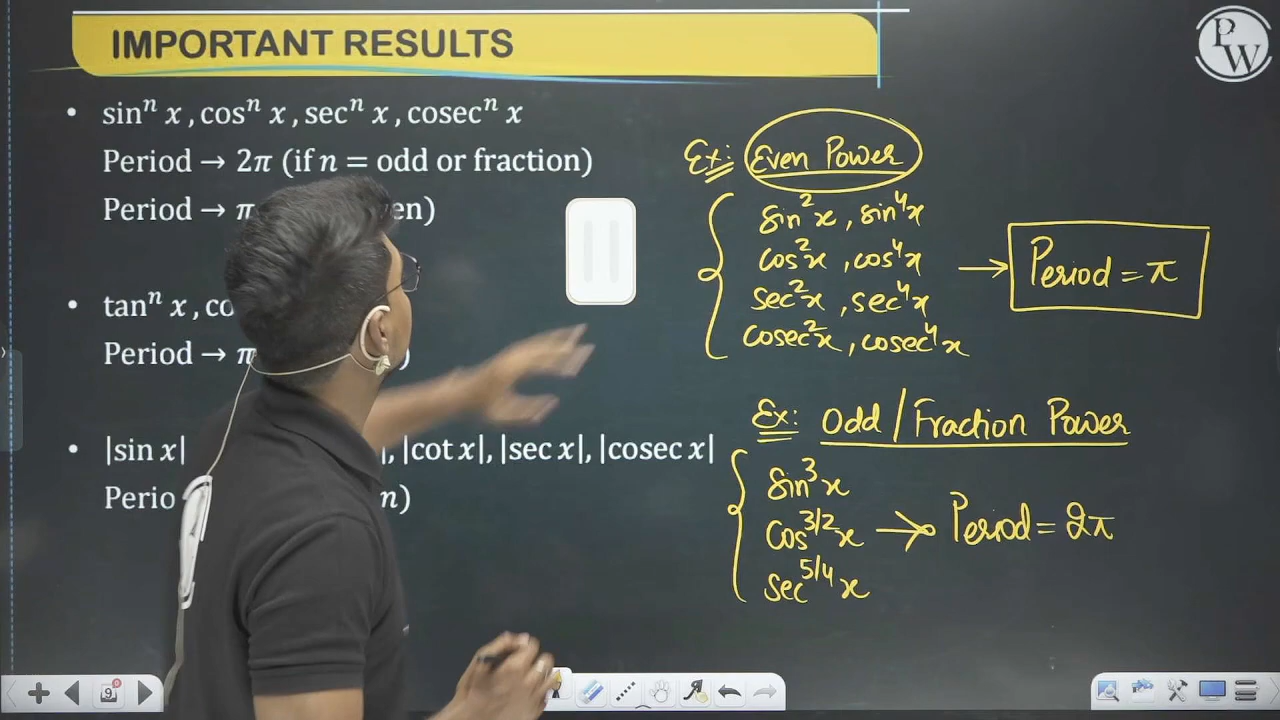 IMPORTANT RESULTS
PW
• sinⁿ x , cosⁿ x , secⁿ x , cosecⁿ x
Period → 2π (if n = odd or fraction)
Period → π en)
• tanⁿ x , co
Period → π )
• |sin x| |, |cot x|, |sec x|, |cosec x|
Perio n)
Ex: Even Power
sin²x , sin⁴x
cos²x , cos⁴x
sec²x , sec⁴x
cosec²x , cosec⁴x
→ Period = π
Ex: Odd / Fraction Power
sin³x
cos^3/2 x → Period = 2π
sec^5/4 x
9